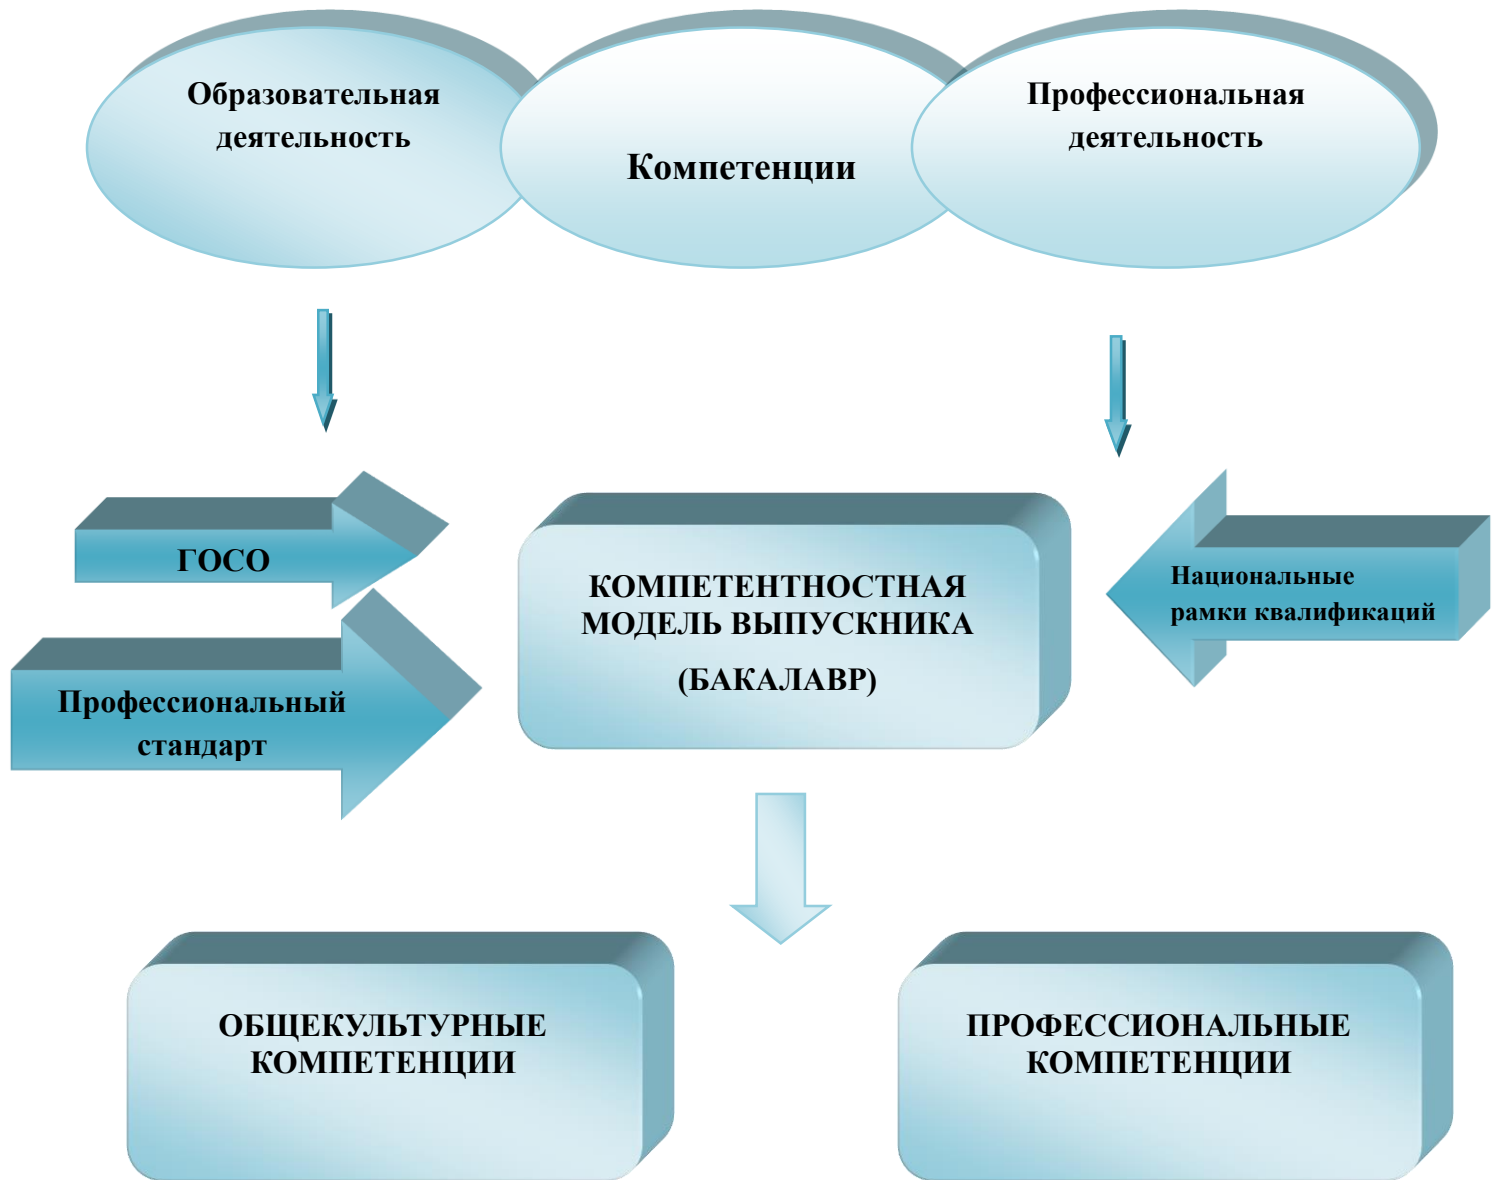 Образовательная
деятельность
Компетенции
Профессиональная
деятельность
ГОСО
Профессиональный
стандарт
КОМПЕТЕНТНОСТНАЯ
МОДЕЛЬ ВЫПУСКНИКА
(БАКАЛАВР)
Национальные
рамки квалификаций
ОБЩЕКУЛЬТУРНЫЕ
КОМПЕТЕНЦИИ
ПРОФЕССИОНАЛЬНЫЕ
КОМПЕТЕНЦИИ